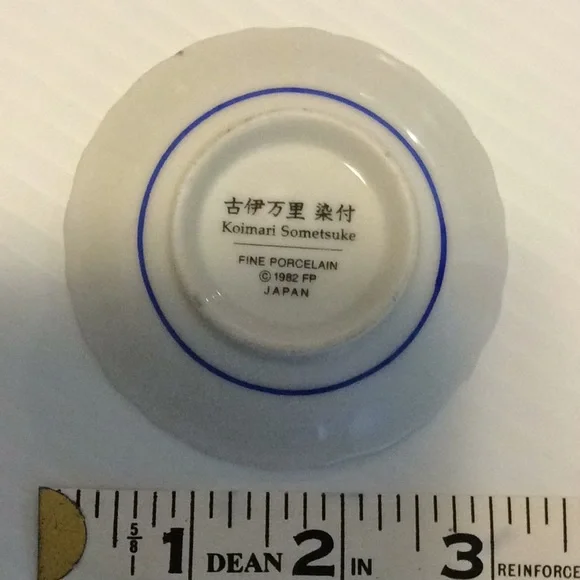 古伊万里 染付
Koimari Sometsuke
FINE PORCELAIN
© 1982 FP
JAPAN
5/8 1 DEAN 2 IN 3 REINFORCE